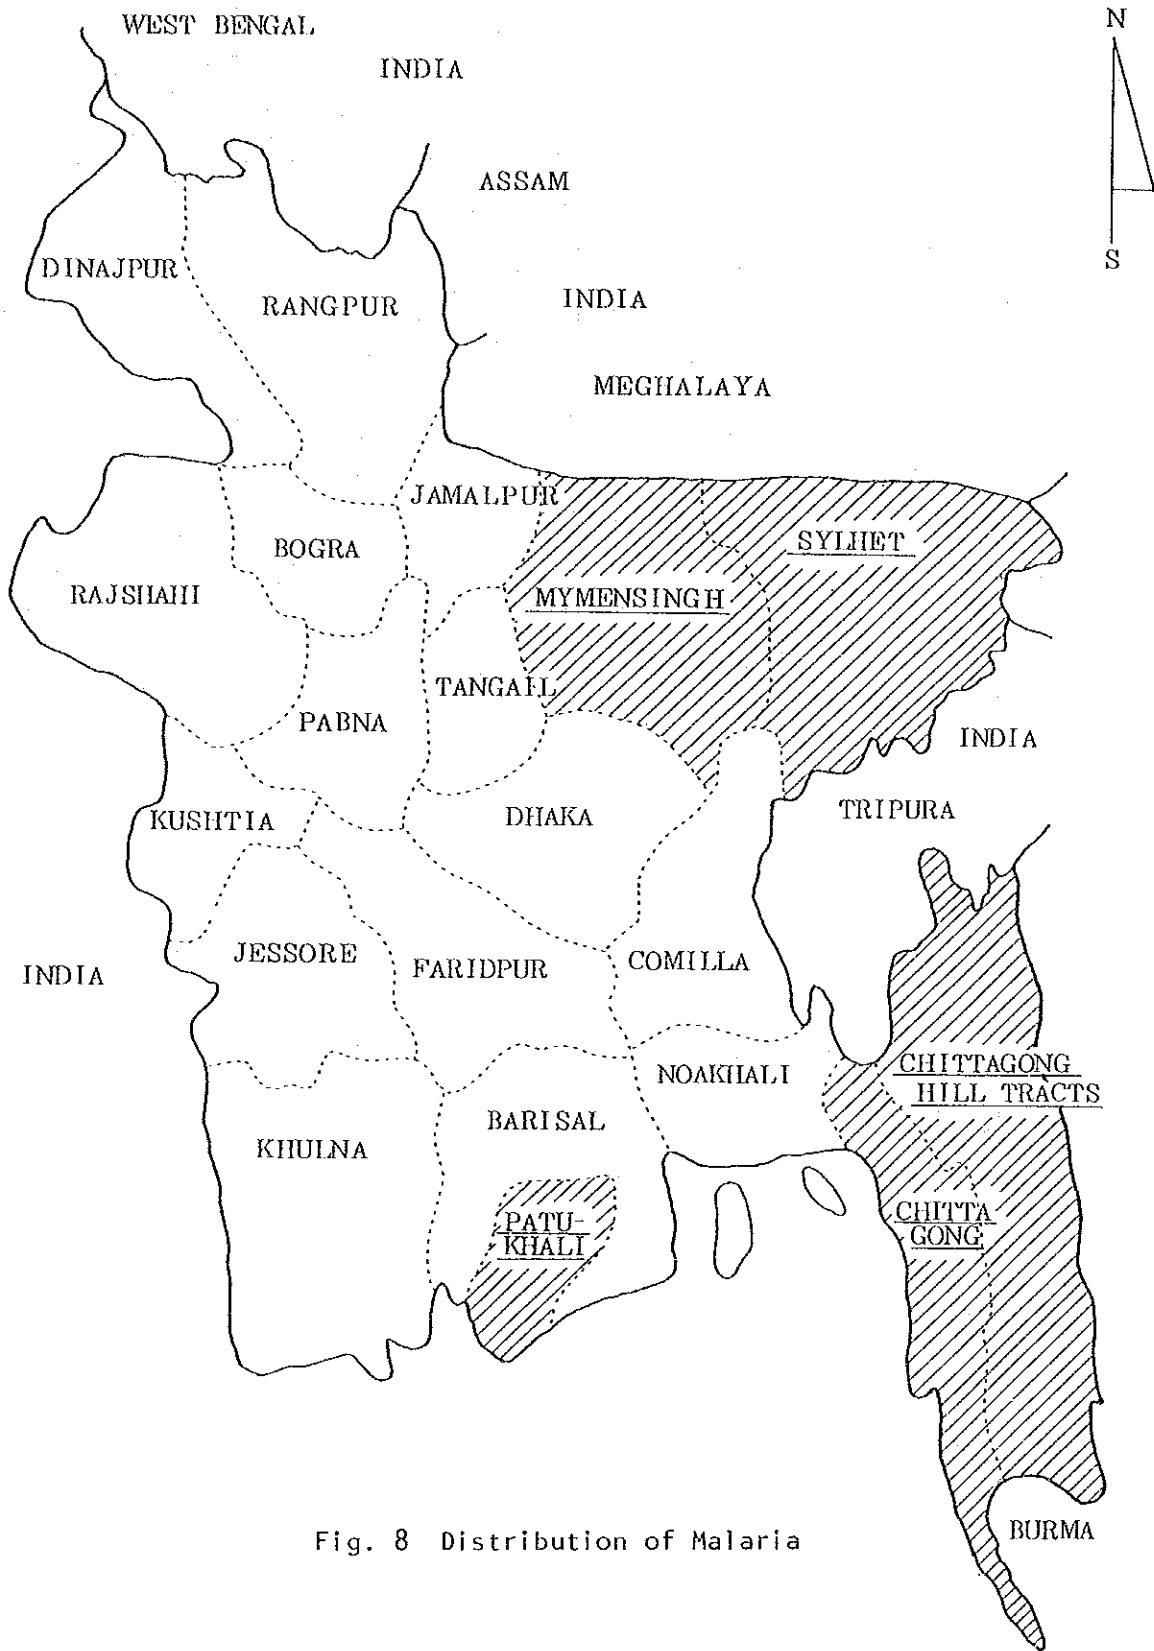 WEST BENGAL
N
INDIA
ASSAM
DINAJPUR
S
RANGPUR
INDIA
MEGHALAYA
JAMALPUR
SYLHET
BOGRA
RAJSHAHI
MYMENSINGH
TANGAIL
PABNA
INDIA
KUSHTIA
DHAKA
TRIPURA
JESSORE
FARIDPUR
COMILLA
INDIA
NOAKHALI
CHITTAGONG
HILL TRACTS
BARISAL
KHULNA
PATU-
KHALI
CHITTA
GONG
BURMA
Fig. 8 Distribution of Malaria